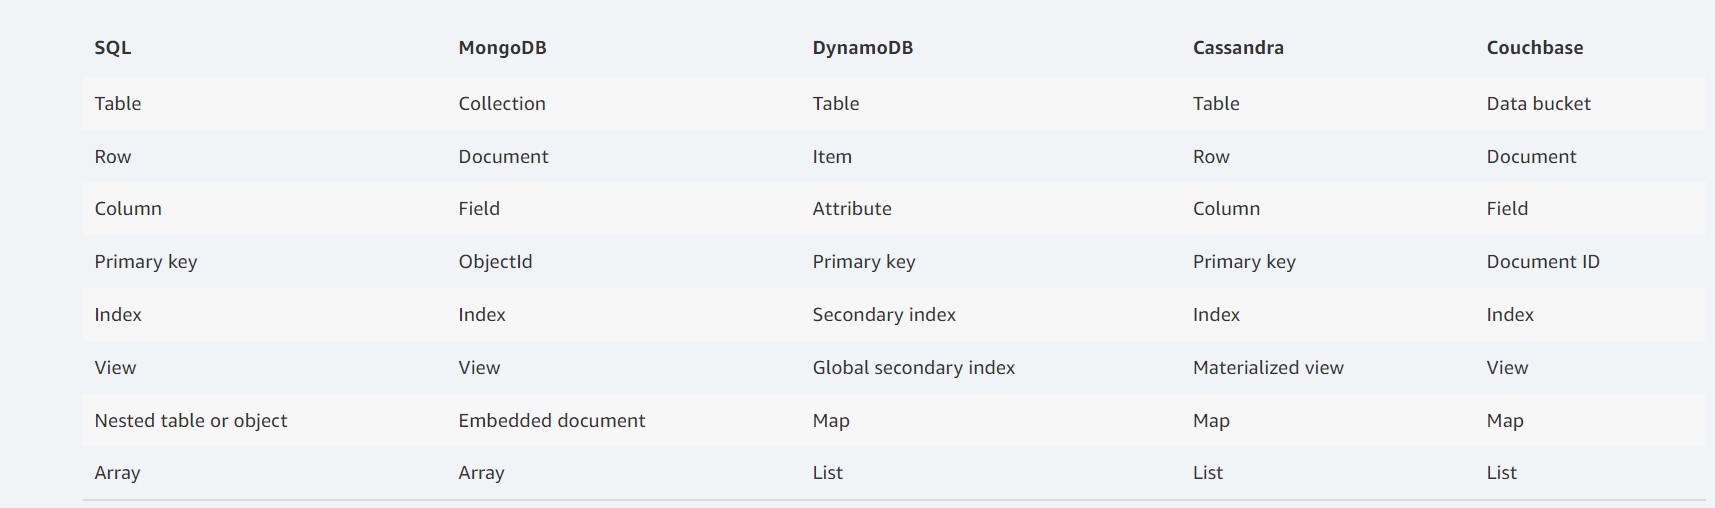 SQL MongoDB DynamoDB Cassandra Couchbase
Table Collection Table Table Data bucket
Row Document Item Row Document
Column Field Attribute Column Field
Primary key ObjectId Primary key Primary key Document ID
Index Index Secondary index Index Index
View View Global secondary index Materialized view View
Nested table or object Embedded document Map Map Map
Array Array List List List